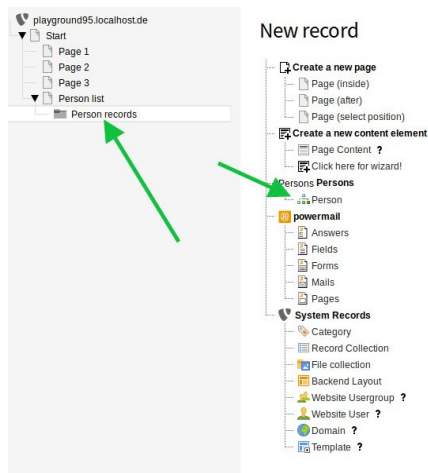 playground95.localhost.de
Start
Page 1
Page 2
Page 3
Person list
Person records
New record
Create a new page
Page (inside)
Page (after)
Page (select position)
Create a new content element
Page Content ?
Click here for wizard!
Persons Persons
Person
powermail
Answers
Fields
Forms
Mails
Pages
System Records
Category
Record Collection
File collection
Backend Layout
Website Usergroup ?
Website User ?
Domain ?
Template ?